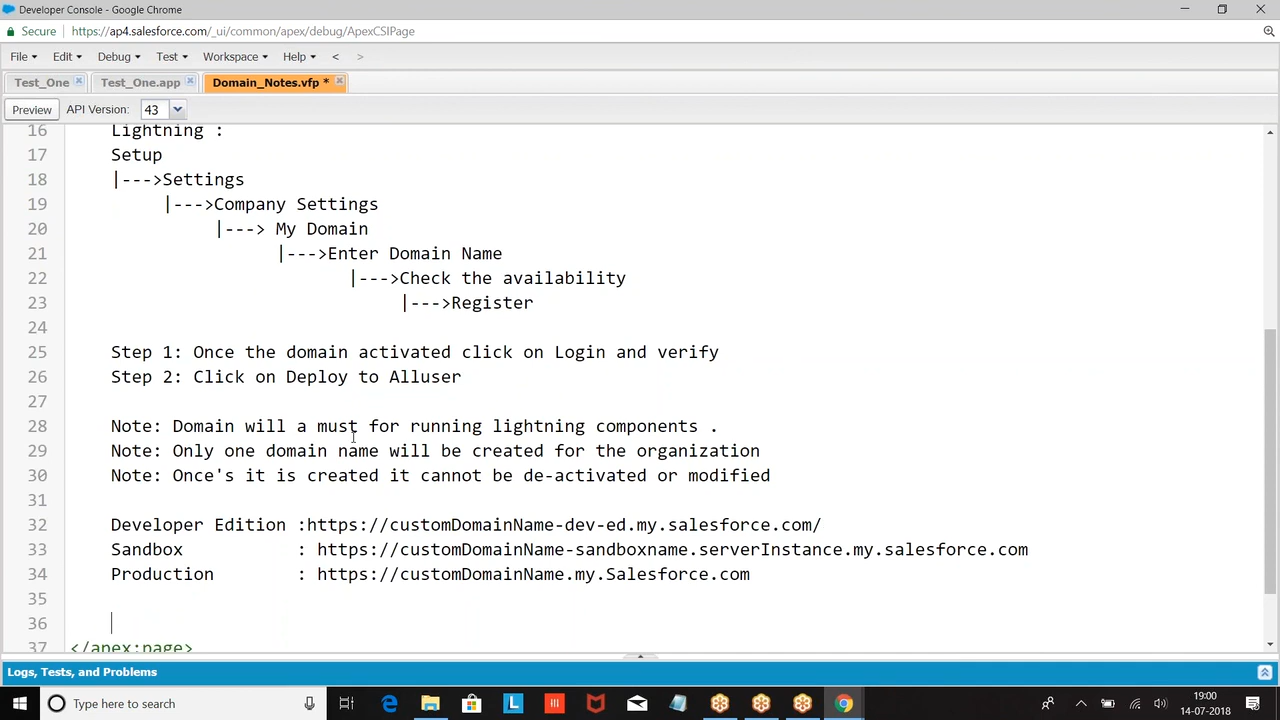 Developer Console - Google Chrome
Secure https://ap4.salesforce.com/_ui/common/apex/debug/ApexCSIPage
File Edit Debug Test Workspace Help < >
Test_One Test_One.app Domain_Notes.vfp *
Preview API Version: 43
16 Lightning :
17 Setup
18 |--->Settings
19 |--->Company Settings
20 |---> My Domain
21 |--->Enter Domain Name
22 |--->Check the availability
23 |--->Register
24
25 Step 1: Once the domain activated click on Login and verify
26 Step 2: Click on Deploy to Alluser
27
28 Note: Domain will a must for running lightning components .
29 Note: Only one domain name will be created for the organization
30 Note: Once's it is created it cannot be de-activated or modified
31
32 Developer Edition :https://customDomainName-dev-ed.my.salesforce.com/
33 Sandbox : https://customDomainName-sandboxname.serverInstance.my.salesforce.com
34 Production : https://customDomainName.my.Salesforce.com
35
36
37 </apex:page>
Logs, Tests, and Problems
Type here to search
19:00
14-07-2018